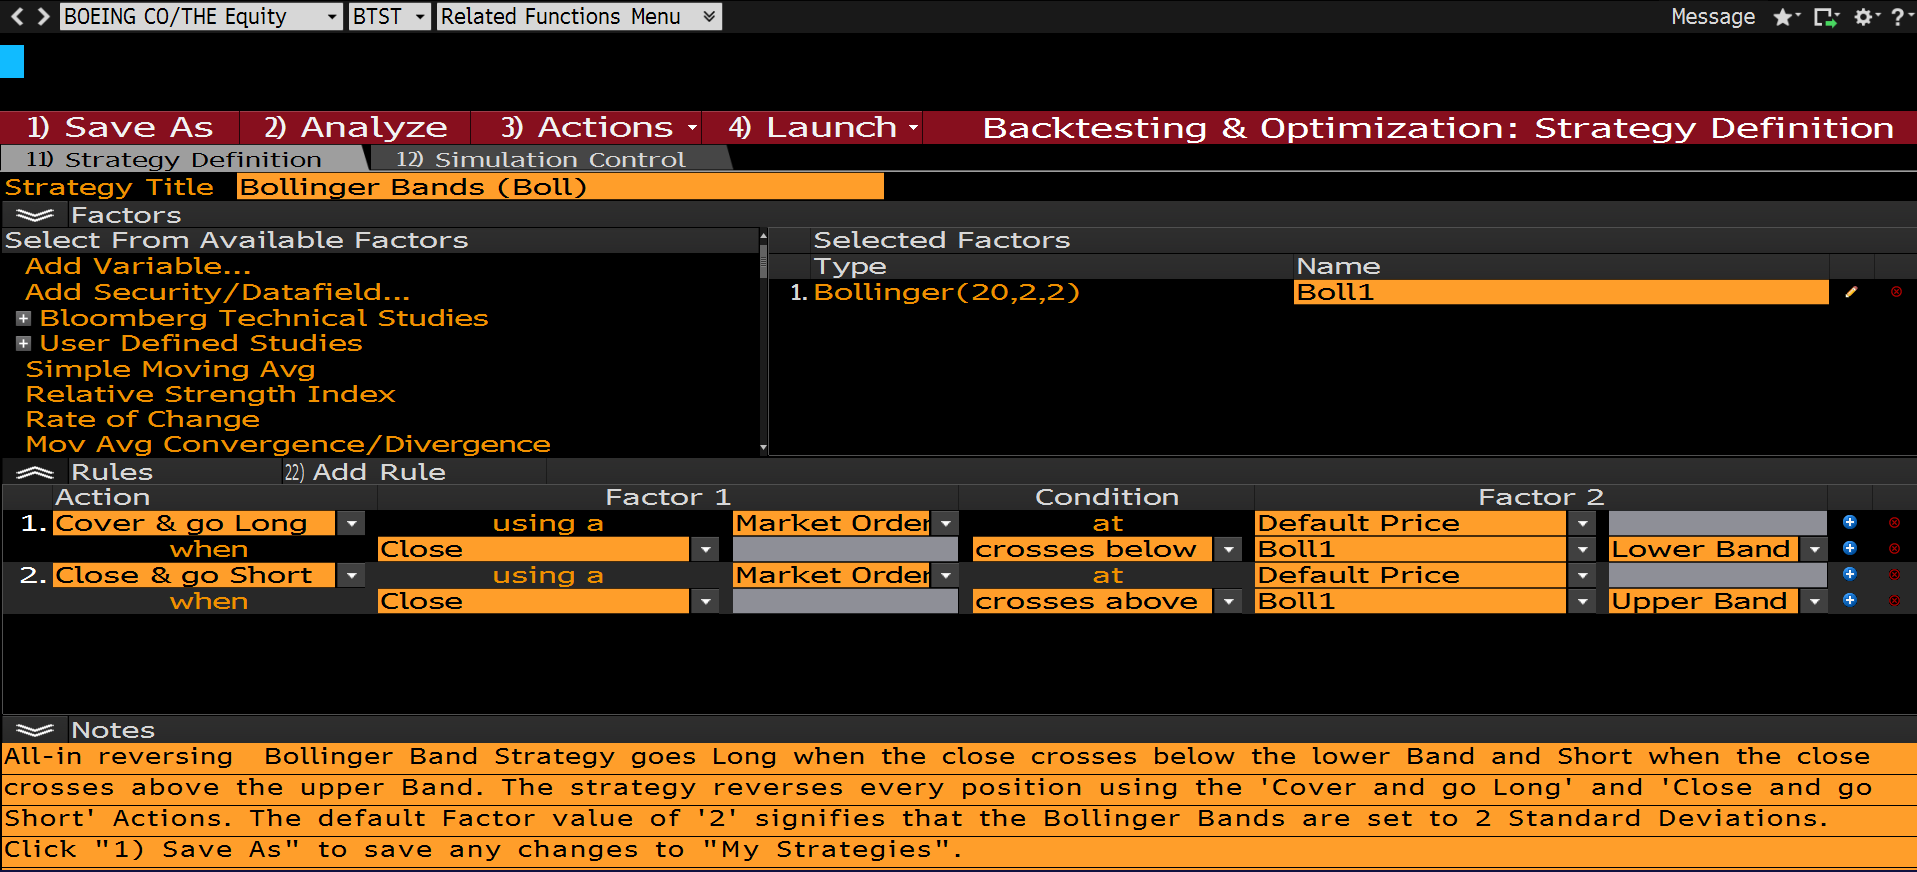 BOEING CO/THE Equity BTST Related Functions Menu Message ?
1) Save As 2) Analyze 3) Actions 4) Launch Backtesting & Optimization: Strategy Definition
11) Strategy Definition 12) Simulation Control
Strategy Title Bollinger Bands (Boll)
Factors
Select From Available Factors Selected Factors
Type Name
Add Variable...
Add Security/Datafield... 1. Bollinger(20,2,2) Boll1
Bloomberg Technical Studies
User Defined Studies
Simple Moving Avg
Relative Strength Index
Rate of Change
Mov Avg Convergence/Divergence
Rules 22) Add Rule
Action Factor 1 Condition Factor 2
1. Cover & go Long using a Market Order at Default Price
when Close crosses below Boll1 Lower Band
2. Close & go Short using a Market Order at Default Price
when Close crosses above Boll1 Upper Band
Notes
All-in reversing  Bollinger Band Strategy goes Long when the close crosses below the lower Band and Short when the close
crosses above the upper Band. The strategy reverses every position using the 'Cover and go Long' and 'Close and go
Short' Actions. The default Factor value of '2' signifies that the Bollinger Bands are set to 2 Standard Deviations.
Click "1) Save As" to save any changes to "My Strategies".